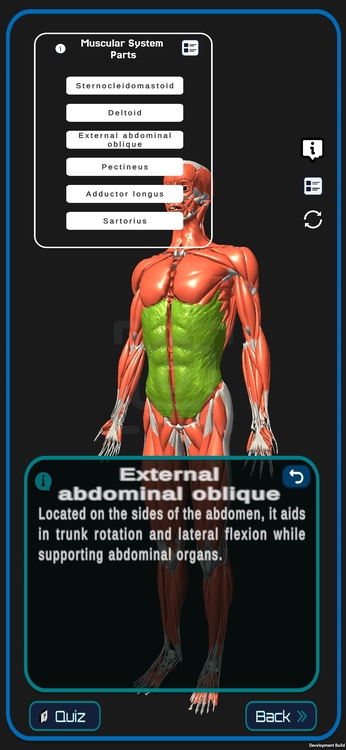 Muscular System
Parts
Sternocleidomastoid
Deltoid
External abdominal
oblique
Pectineus
Adductor longus
Sartorius
External
abdominal oblique
Located on the sides of the abdomen, it aids
in trunk rotation and lateral flexion while
supporting abdominal organs.
Quiz
Back
Development Build